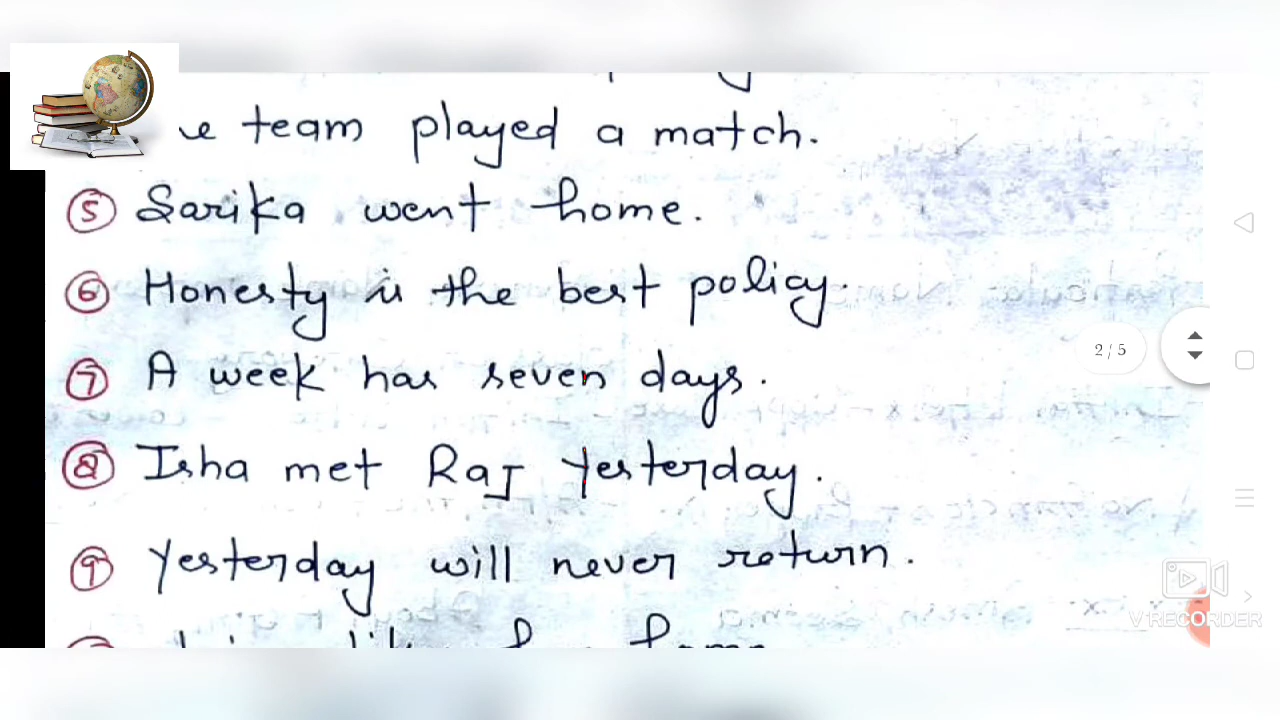 team played a match.
5 Sarika went home.
6 Honesty is the best policy.
7 A week has seven days.
2/5
8 Isha met Raj Yesterday.
9 Yesterday will never return.
V RECORDER